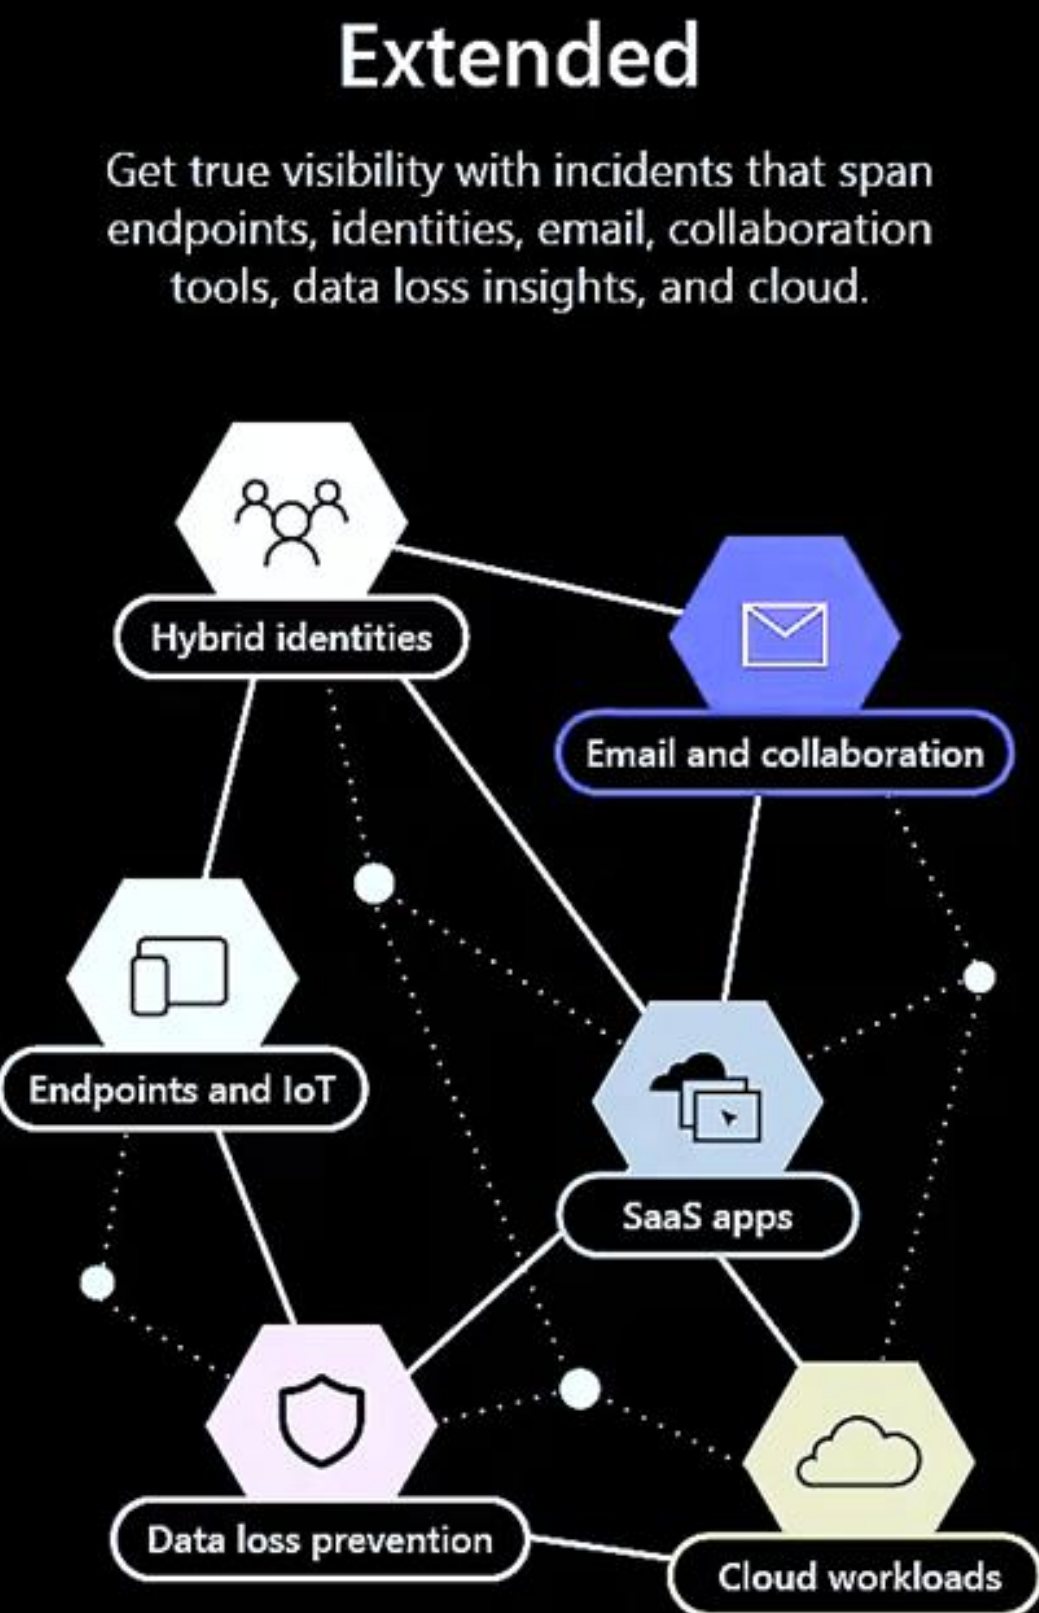 Extended
Get true visibility with incidents that span
endpoints, identities, email, collaboration
tools, data loss insights, and cloud.
Hybrid identities
Email and collaboration
Endpoints and IoT
SaaS apps
Data loss prevention
Cloud workloads